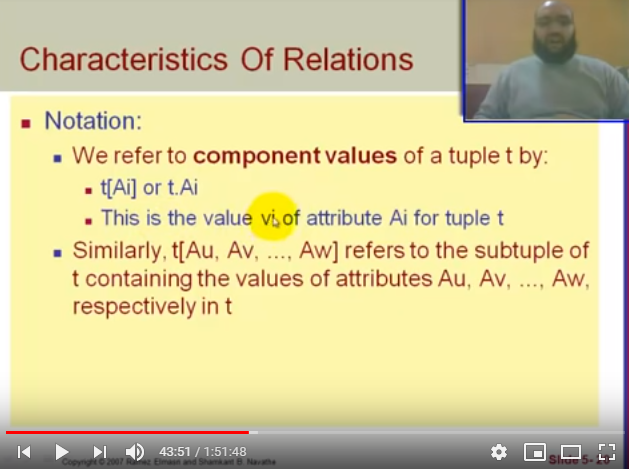 Characteristics Of Relations
Notation:
We refer to component values of a tuple t by:
t[Ai] or t.Ai
This is the value vi of attribute Ai for tuple t
Similarly, t[Au, Av, ..., Aw] refers to the subtuple of
t containing the values of attributes Au, Av, ..., Aw,
respectively in t
43:51 / 1:51:48
Copyright © 2007 Ramez Elmasri and Shamkant B. Navathe
Slide 5-